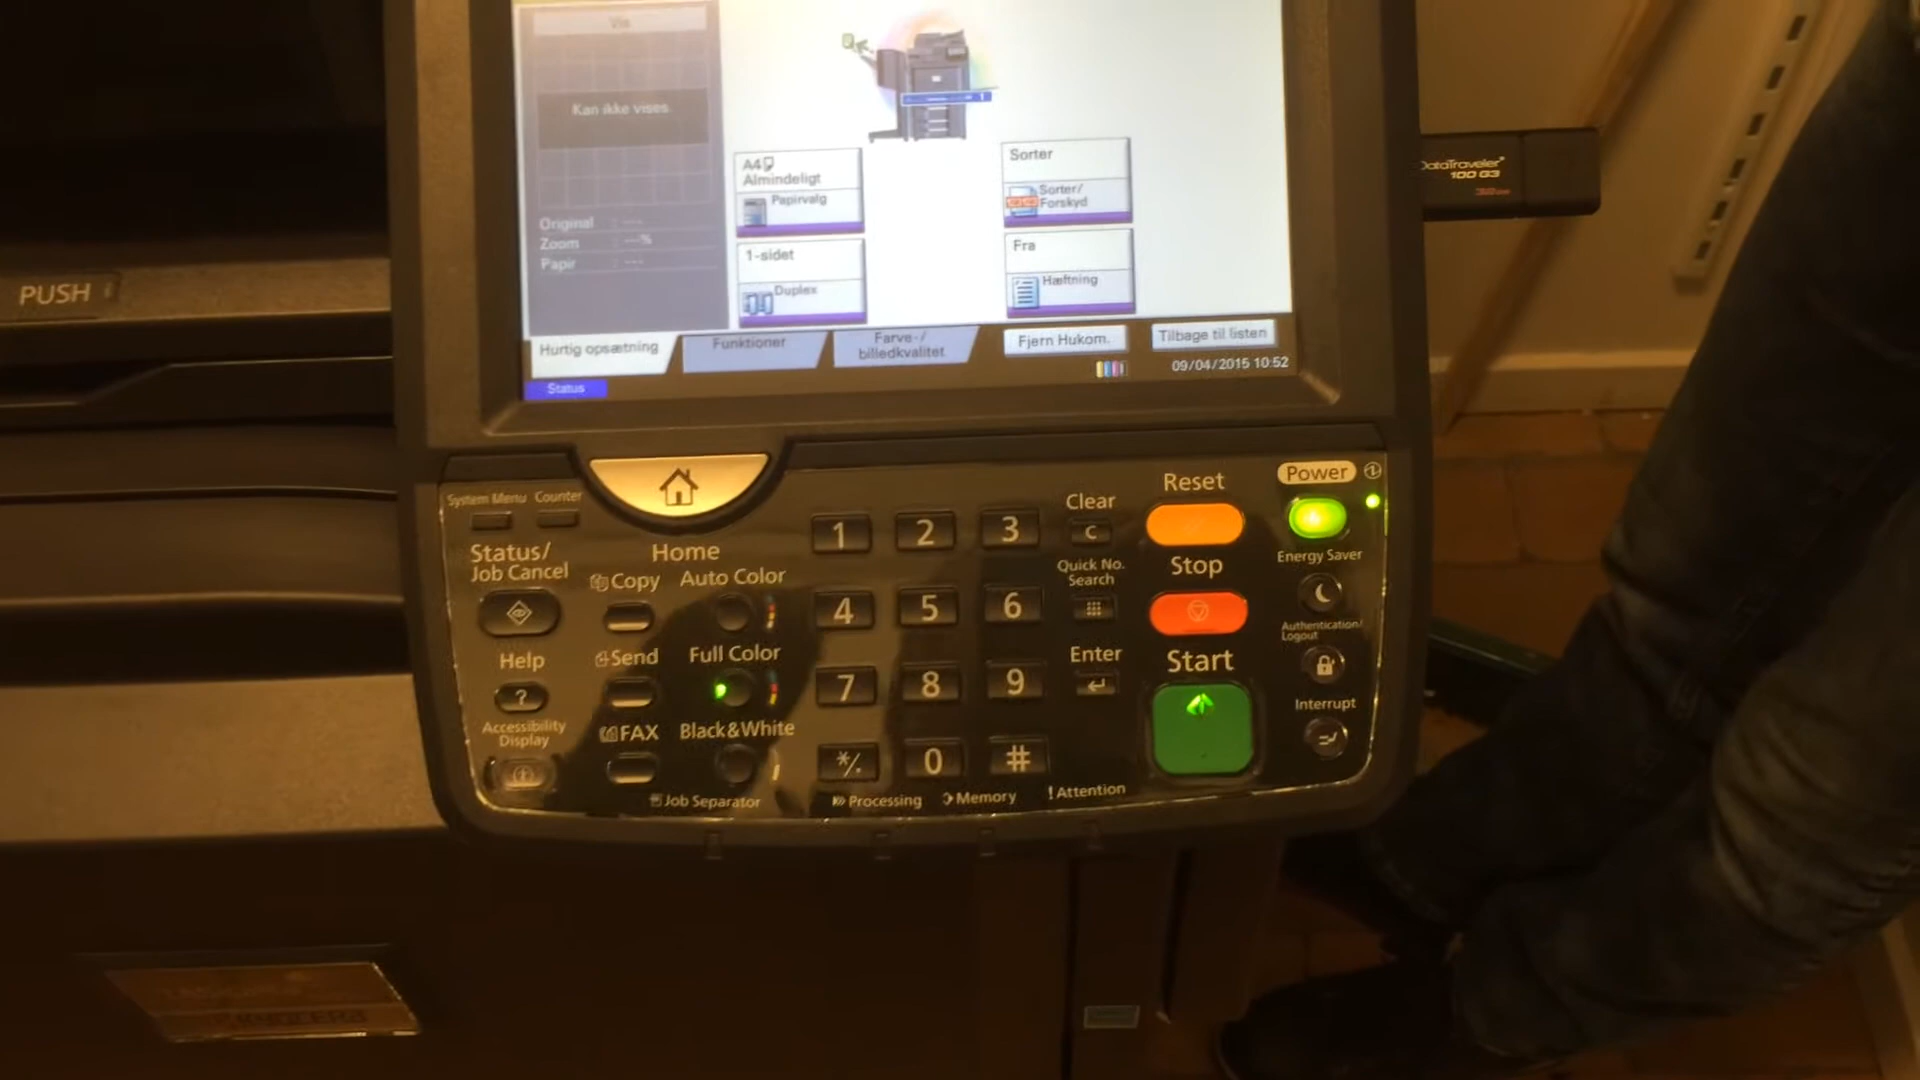 Vis
Kan ikke vises.
Original : ---
Zoom : ---%
Papir : ---
A4
Almindeligt
Papirvalg
1-sidet
Duplex
Sorter
Sorter/
Forskyd
Fra
Hæftning
Hurtig opsætning
Funktioner
Farve-/
billedkvalitet
Fjern Hukom.
Tilbage til listen
Status
09/04/2015 10:52
DataTraveler®
100 G3
PUSH
System Menu
Counter
Status/
Job Cancel
Help
?
Accessibility
Display
Home
Copy
Send
FAX
Auto Color
Full Color
Black&White
1 2 3
4 5 6
7 8 9
*/. 0 #
Clear
C
Quick No.
Search
Enter
Reset
Stop
Start
Power
Energy Saver
Authentication/
Logout
Interrupt
Job Separator
Processing
Memory
! Attention
KYOCERA